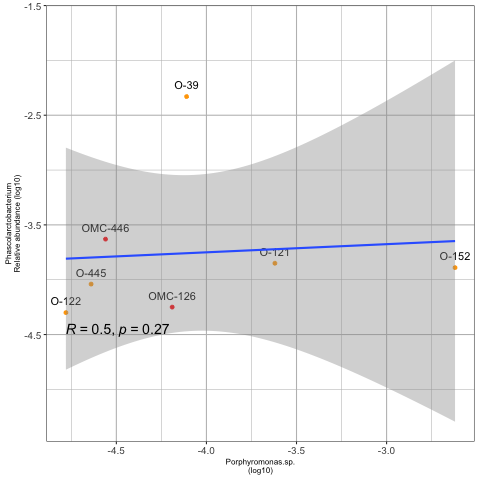 -1.5
-2.5
-3.5
-4.5
Phascolarctobacterium
Relative abundance (log10)
O-39
OMC-446
O-121
O-152
O-445
OMC-126
O-122
R = 0.5, p = 0.27
-4.5 -4.0 -3.5 -3.0
Porphyromonas.sp.
(log10)